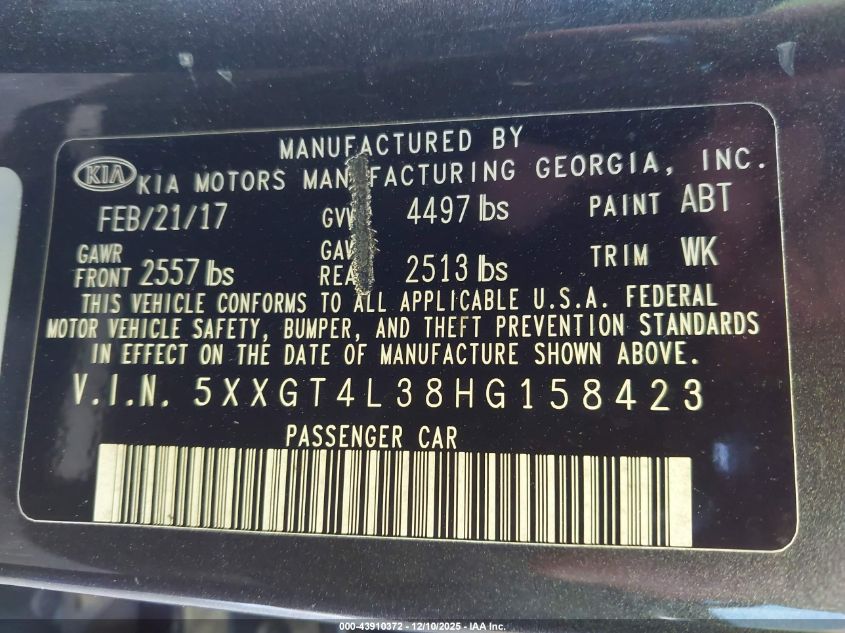 MANUFACTURED BY
KIA KIA MOTORS MANUFACTURING GEORGIA, INC.
FEB/21/17 GVW 4497 lbs PAINT ABT
GAWR FRONT 2557 lbs GAW REA 2513 lbs TRIM WK
THIS VEHICLE CONFORMS TO ALL APPLICABLE U.S.A. FEDERAL
MOTOR VEHICLE SAFETY, BUMPER, AND THEFT PREVENTION STANDARDS
IN EFFECT ON THE DATE OF MANUFACTURE SHOWN ABOVE.
V.I.N. 5XXGT4L38HG158423
PASSENGER CAR
000-43910372 - 12/10/2025 - IAA Inc.